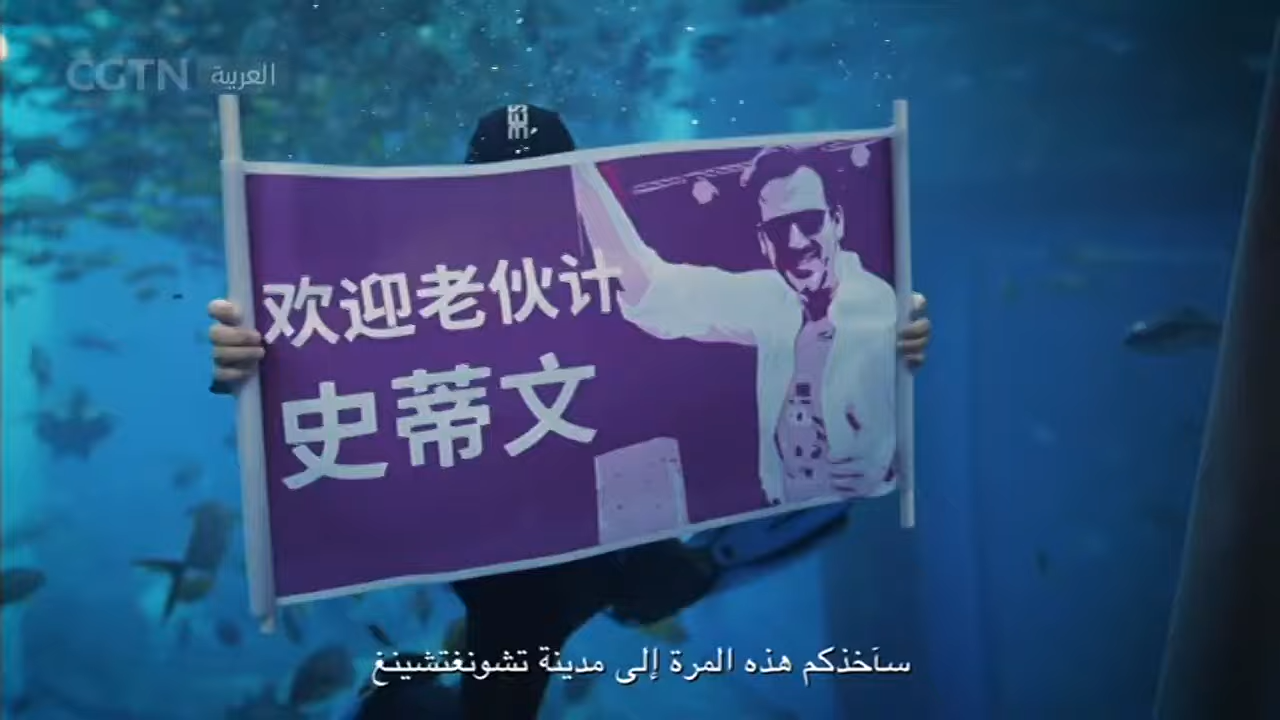 CGTN العربية
欢迎老伙计
史蒂文
سآخذكم هذه المرة إلى مدينة تشونغتشينغ